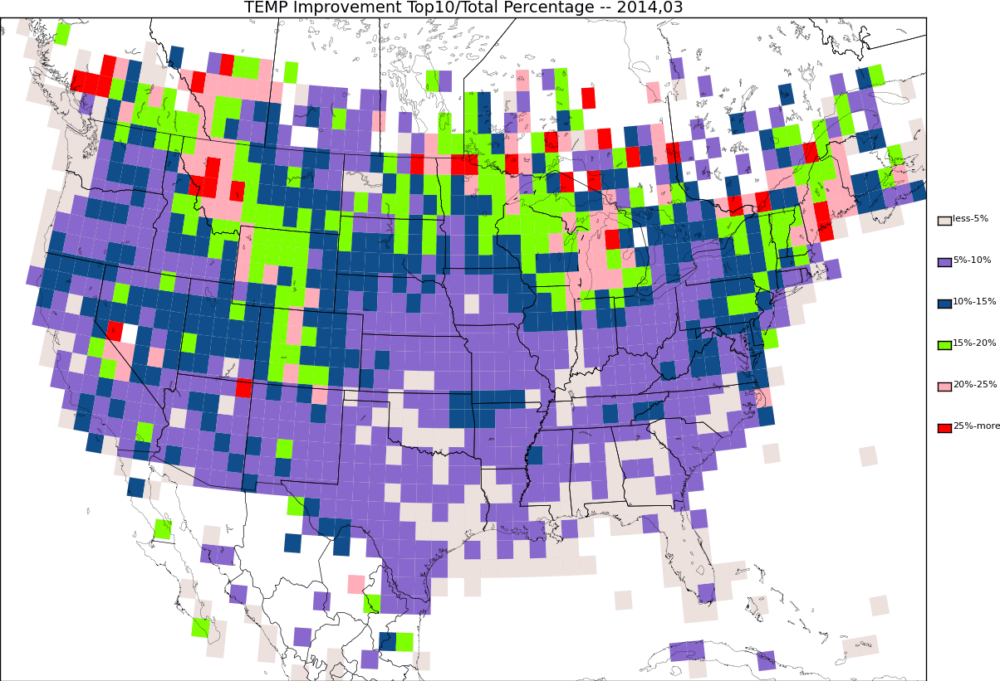 TEMP Improvement Top10/Total Percentage -- 2014,03
less-5%
5%-10%
10%-15%
15%-20%
20%-25%
25%-more